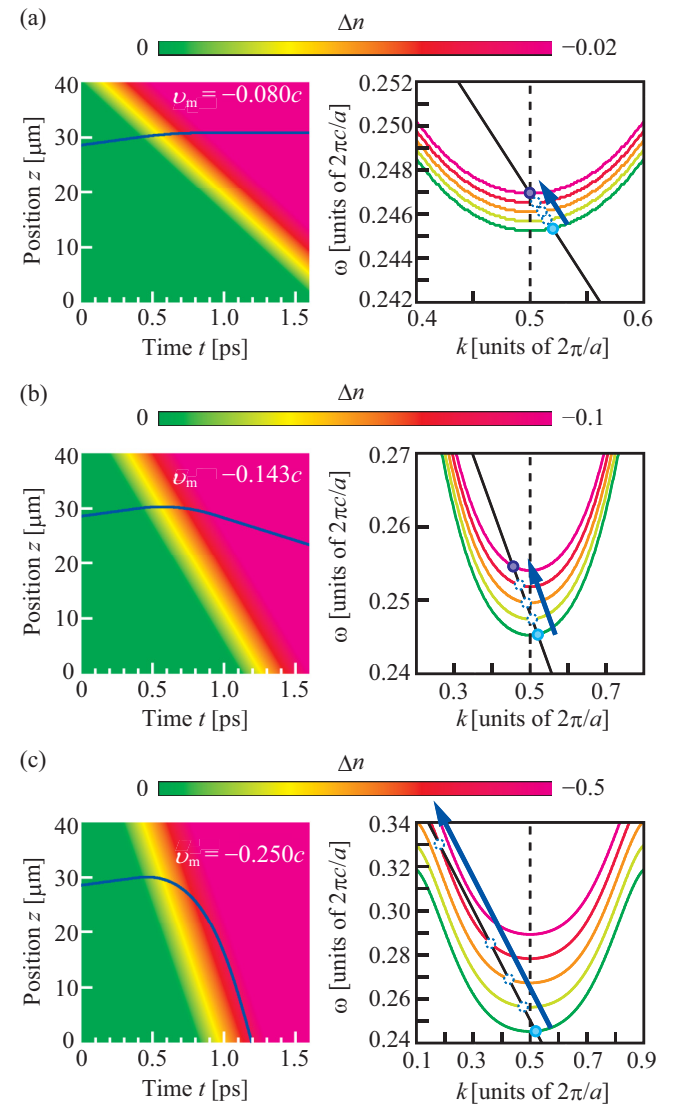 (a)
Δn
0 −0.02
40
30
20
10
0
υm = −0.080c
Position z [μm]
0 0.5 1.0 1.5
Time t [ps]
0.252
0.250
0.248
0.246
0.244
0.242
ω [units of 2πc/a]
0.4 0.5 0.6
k [units of 2π/a]
(b)
Δn
0 −0.1
40
30
20
10
0
υm −0.143c
Position z [μm]
0 0.5 1.0 1.5
Time t [ps]
0.27
0.26
0.25
0.24
ω [units of 2πc/a]
0.3 0.5 0.7
k [units of 2π/a]
(c)
Δn
0 −0.5
40
30
20
10
0
υm = −0.250c
Position z [μm]
0 0.5 1.0 1.5
Time t [ps]
0.34
0.32
0.30
0.28
0.26
0.24
ω [units of 2πc/a]
0.1 0.3 0.5 0.7 0.9
k [units of 2π/a]